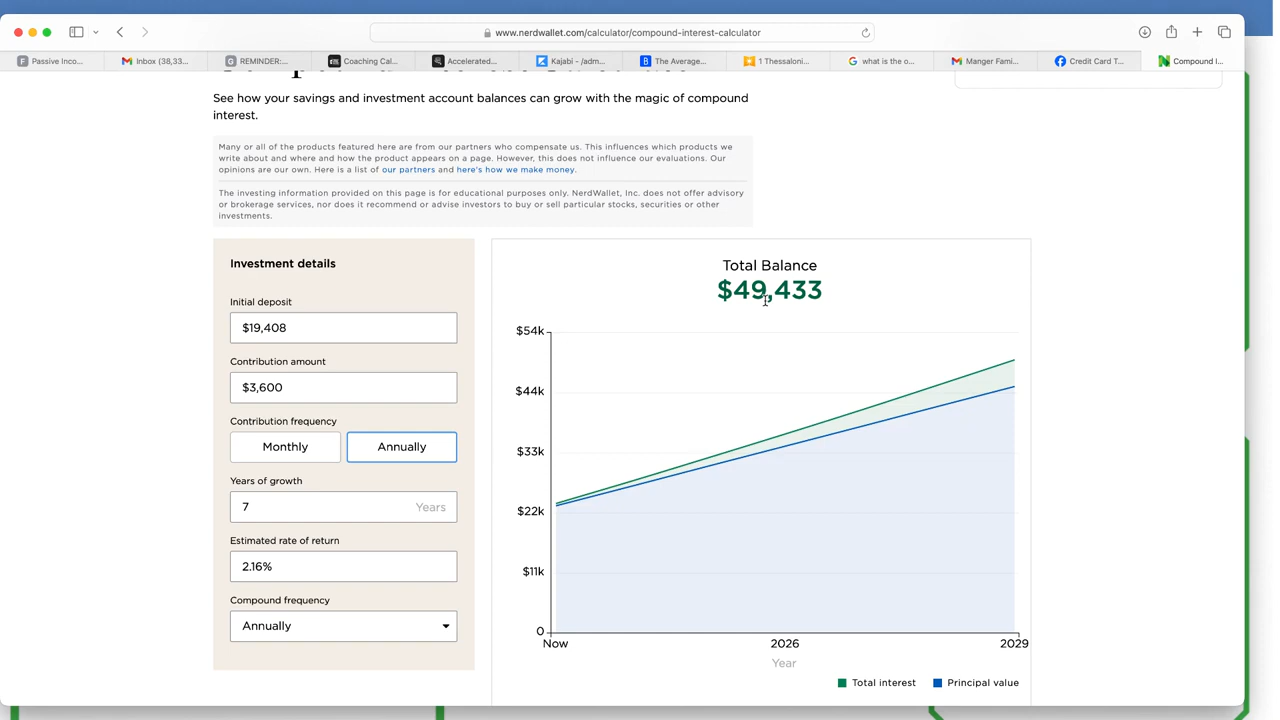 www.nerdwallet.com/calculator/compound-interest-calculator
Passive Inco...
Inbox (38,33...
REMINDER:...
Coaching Cal...
Accelerated...
Kajabi - /adm...
The Average...
1 Thessaloni...
what is the o...
Manger Fami...
Credit Card T...
Compound I...
See how your savings and investment account balances can grow with the magic of compound
interest.
Many or all of the products featured here are from our partners who compensate us. This influences which products we
write about and where and how the product appears on a page. However, this does not influence our evaluations. Our
opinions are our own. Here is a list of our partners and here's how we make money.
The investing information provided on this page is for educational purposes only. NerdWallet, Inc. does not offer advisory
or brokerage services, nor does it recommend or advise investors to buy or sell particular stocks, securities or other
investments.
Investment details
Initial deposit
$19,408
Contribution amount
$3,600
Contribution frequency
Monthly
Annually
Years of growth
7
Years
Estimated rate of return
2.16%
Compound frequency
Annually
Total Balance
$49,433
$54k
$44k
$33k
$22k
$11k
0
Now
2026
2029
Year
Total interest
Principal value